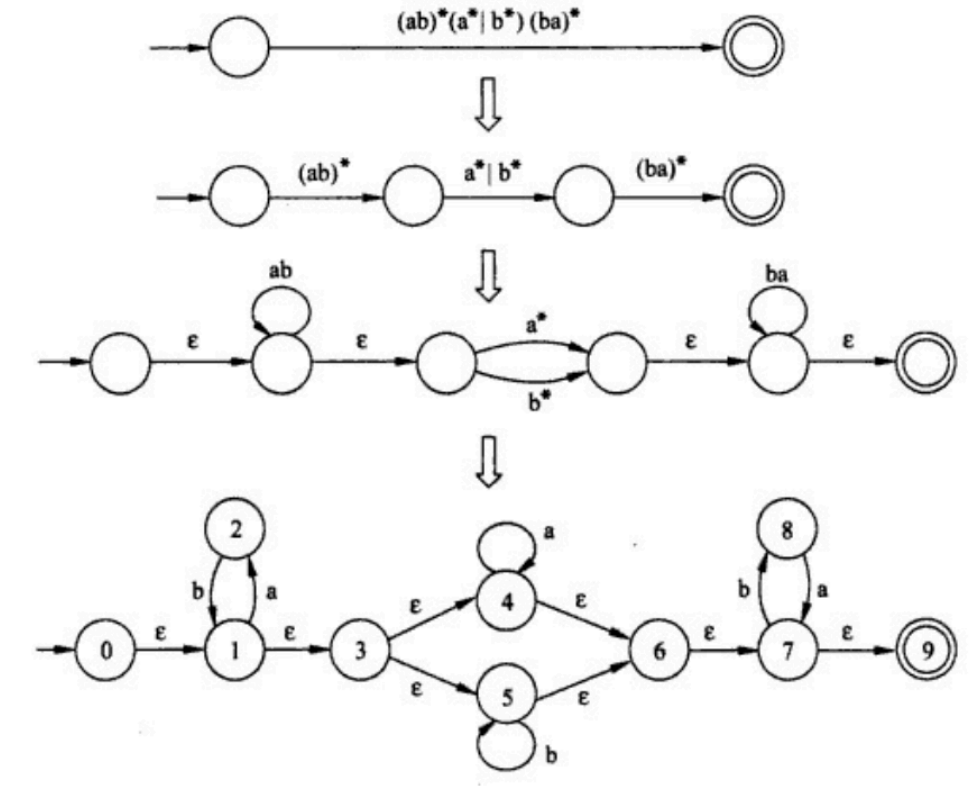 (ab)*(a*|b*)(ba)*
(ab)* a*|b* (ba)*
ab ba
ε ε a* ε ε
b*
2 8
a
b a ε 4 ε b a
0 ε 1 ε 3 6 ε 7 ε 9
ε 5 ε
b